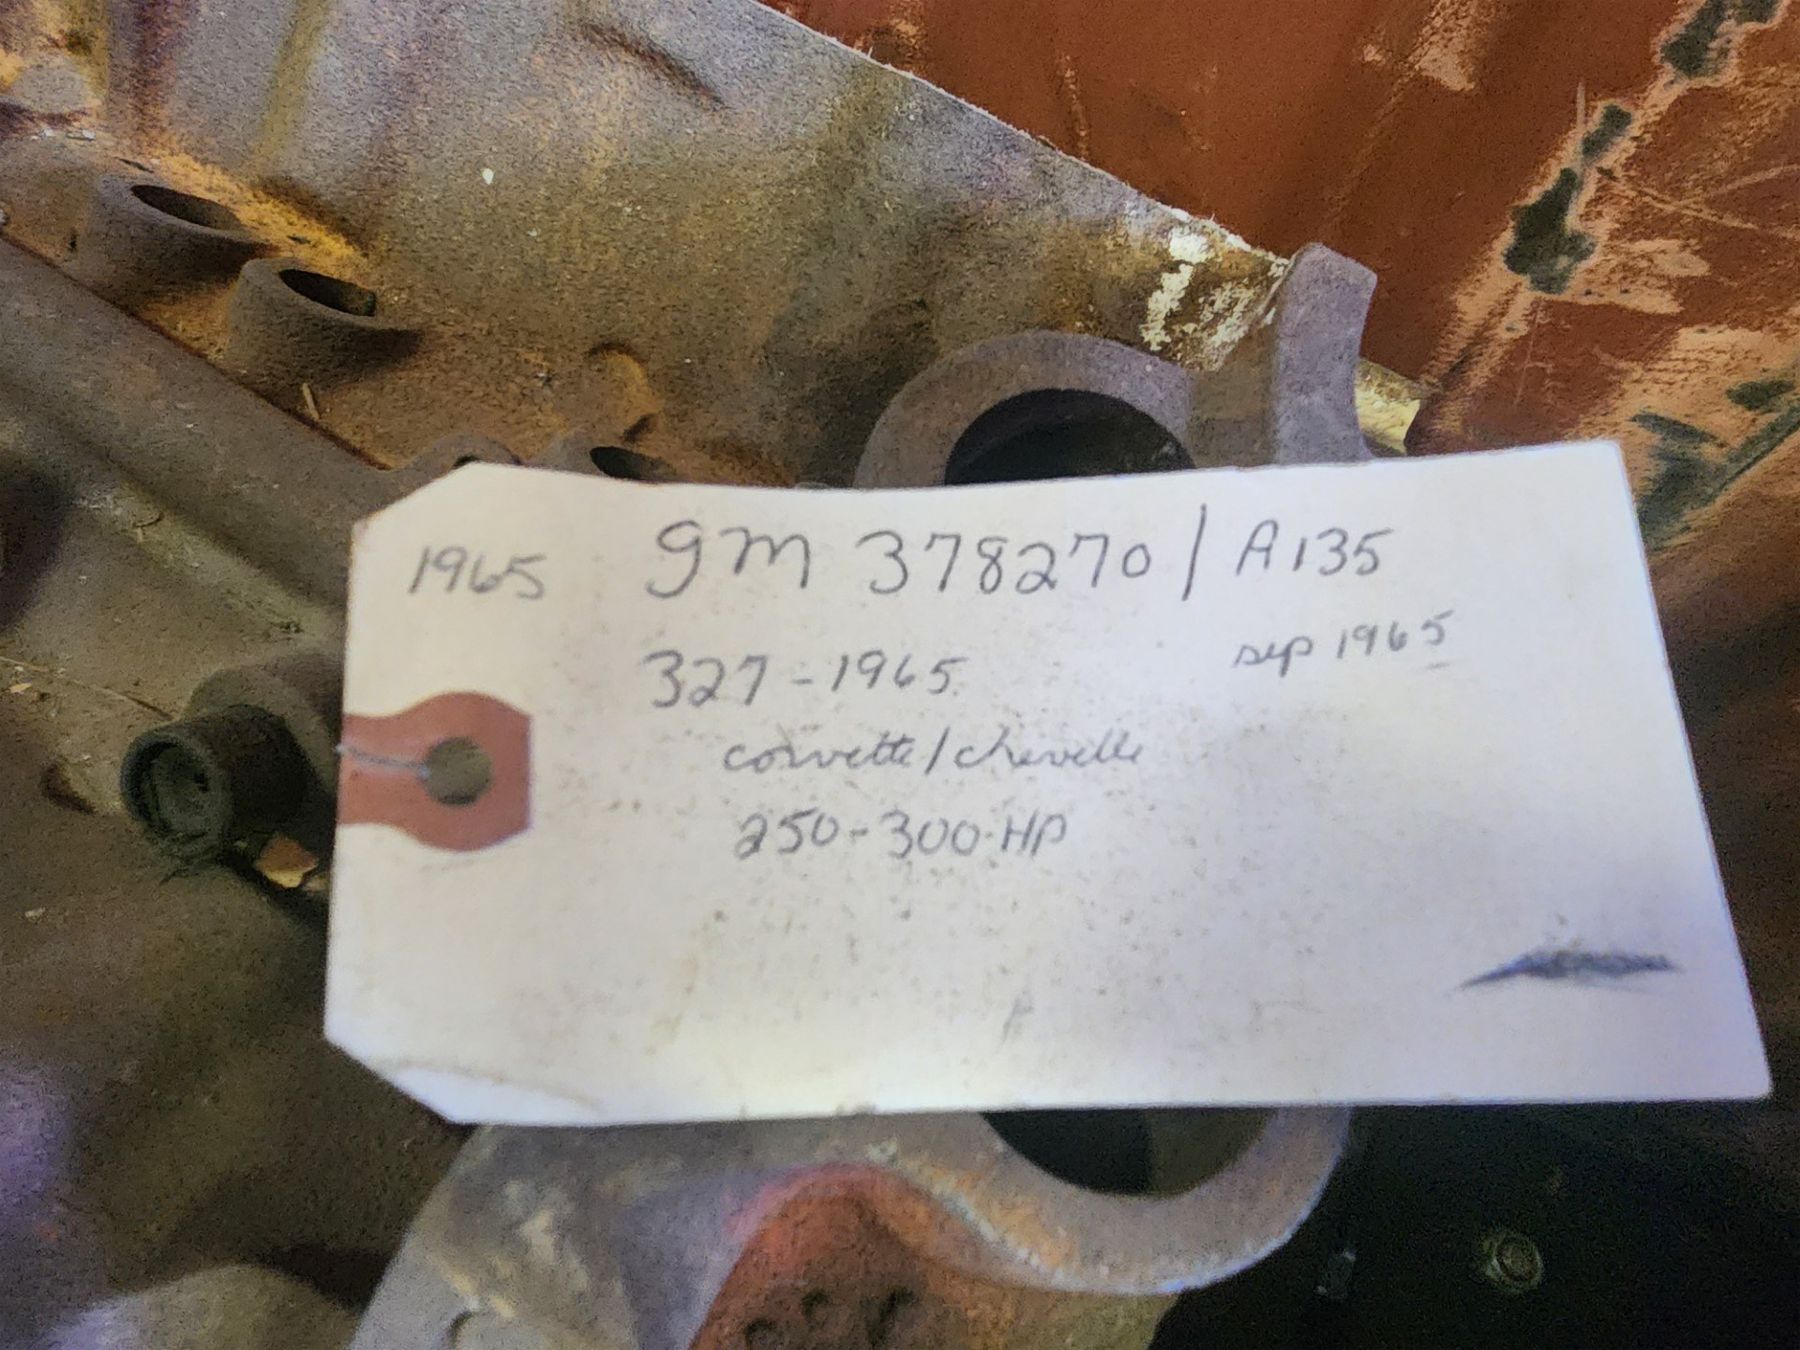 1965 gm 378270/A135
327-1965 sep 1965
corvette/chevelle
250-300-HP